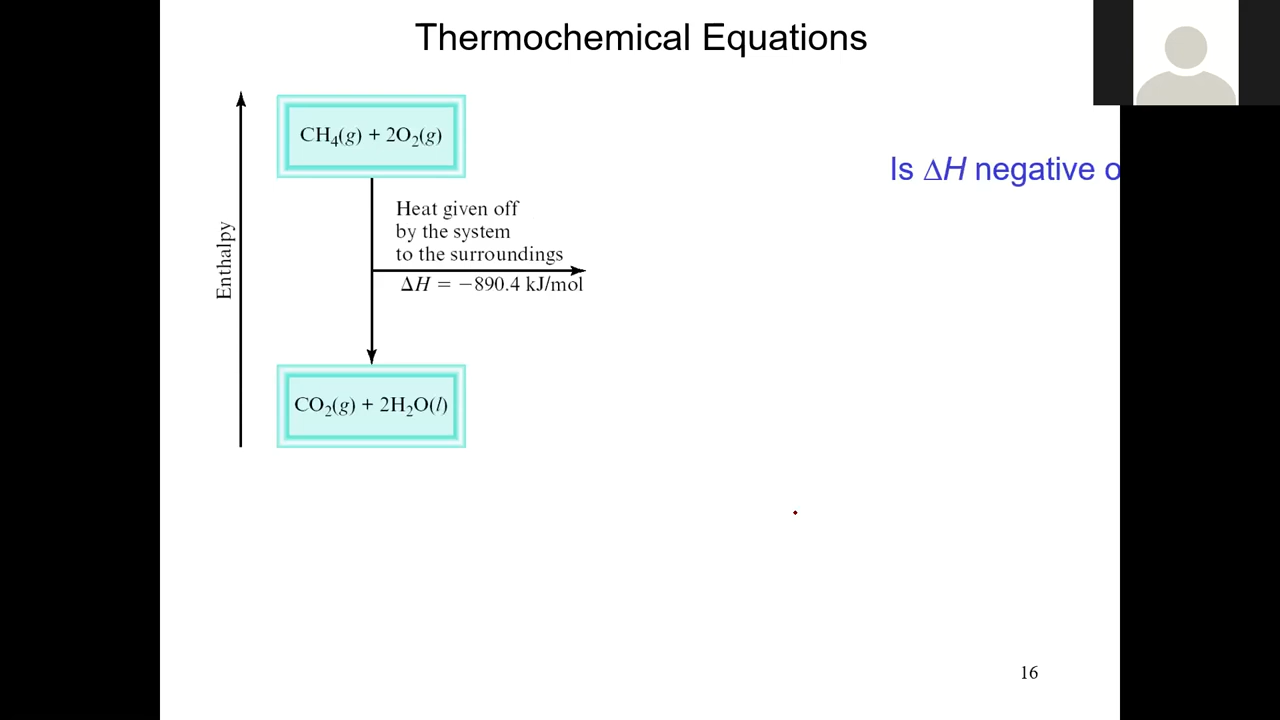 Thermochemical Equations
CH₄(g) + 2O₂(g)
Is ΔH negative o
Heat given off
by the system
to the surroundings
ΔH = −890.4 kJ/mol
Enthalpy
CO₂(g) + 2H₂O(l)
16